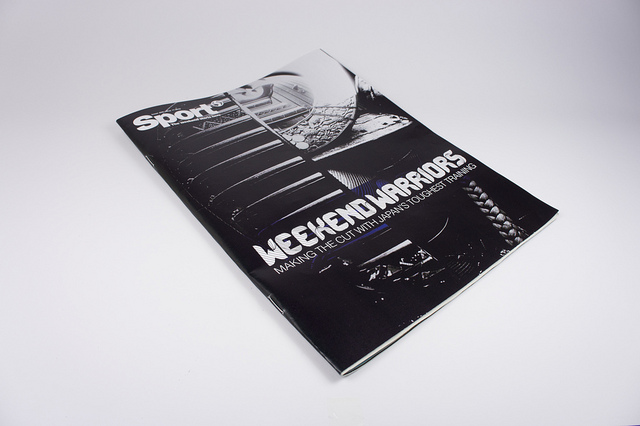 Sport
WEEKEND WARRIORS
MAKING THE CUT WITH JAPAN'S TOUGHEST TRAINING